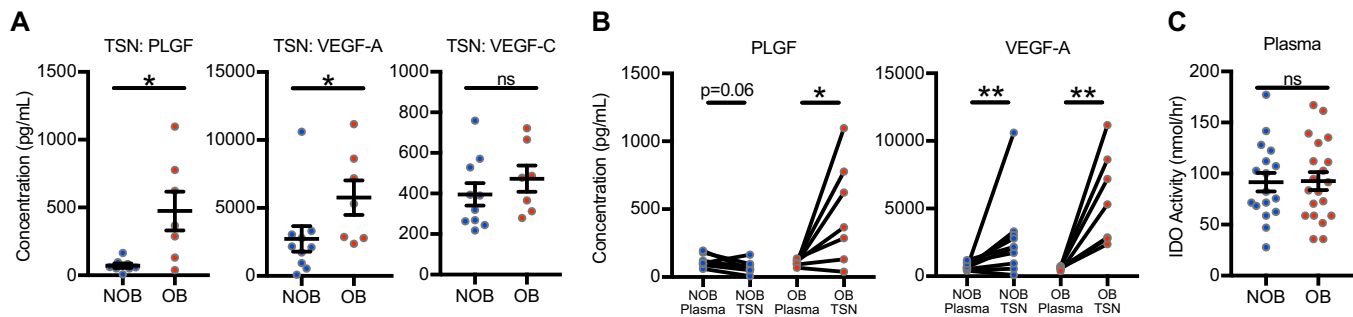 A
TSN: PLGF
TSN: VEGF-A
TSN: VEGF-C
Concentration (pg/mL)
1500
1000
500
0
*
NOB
OB
15000
10000
5000
0
*
NOB
OB
1000
800
600
400
200
0
ns
NOB
OB
B
PLGF
VEGF-A
Concentration (pg/mL)
1500
1000
500
0
p=0.06
*
NOB
Plasma
NOB
TSN
OB
Plasma
OB
TSN
15000
10000
5000
0
**
**
NOB
Plasma
NOB
TSN
OB
Plasma
OB
TSN
C
Plasma
IDO Activity (nmol/hr)
200
150
100
50
0
ns
NOB
OB